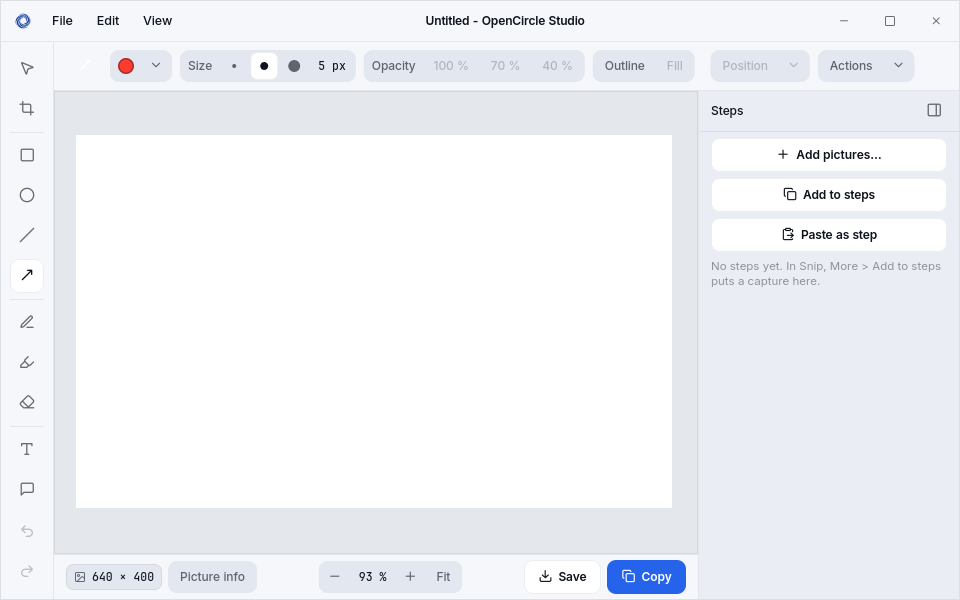 File Edit View Untitled - OpenCircle Studio
Size 5 px Opacity 100 % 70 % 40 % Outline Fill Position Actions
Steps
Add pictures...
Add to steps
Paste as step
No steps yet. In Snip, More > Add to steps
puts a capture here.
640 × 400 Picture info 93 % Fit Save Copy